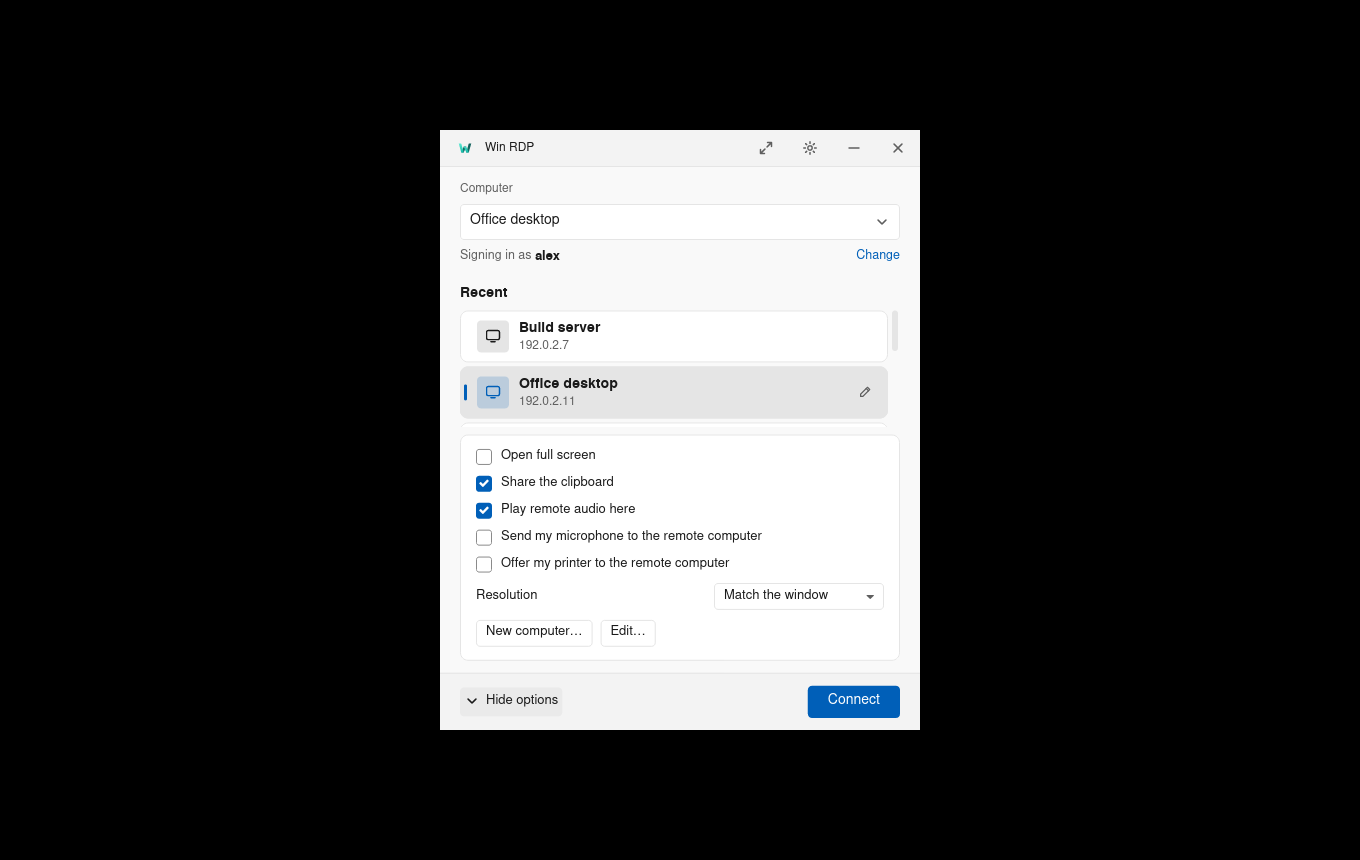 Win RDP
Computer
Office desktop
Signing in as alex
Change
Recent
Build server
192.0.2.7
Office desktop
192.0.2.11
Open full screen
Share the clipboard
Play remote audio here
Send my microphone to the remote computer
Offer my printer to the remote computer
Resolution
Match the window
New computer...
Edit...
Hide options
Connect